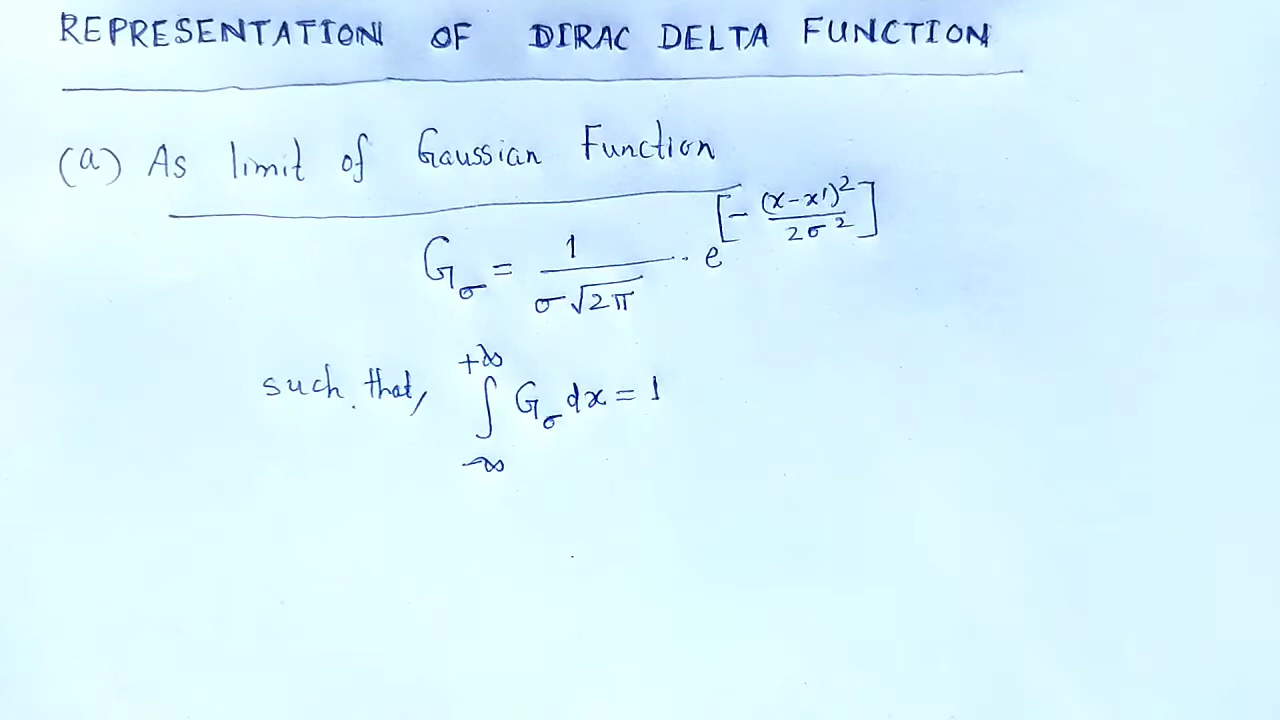 REPRESENTATION OF DIRAC DELTA FUNCTION
(a) As limit of Gaussian Function
G_σ = 1/(σ√2π) · e^[-(x-x')²/2σ²]
such that, ∫_{-∞}^{+∞} G_σ dx = 1